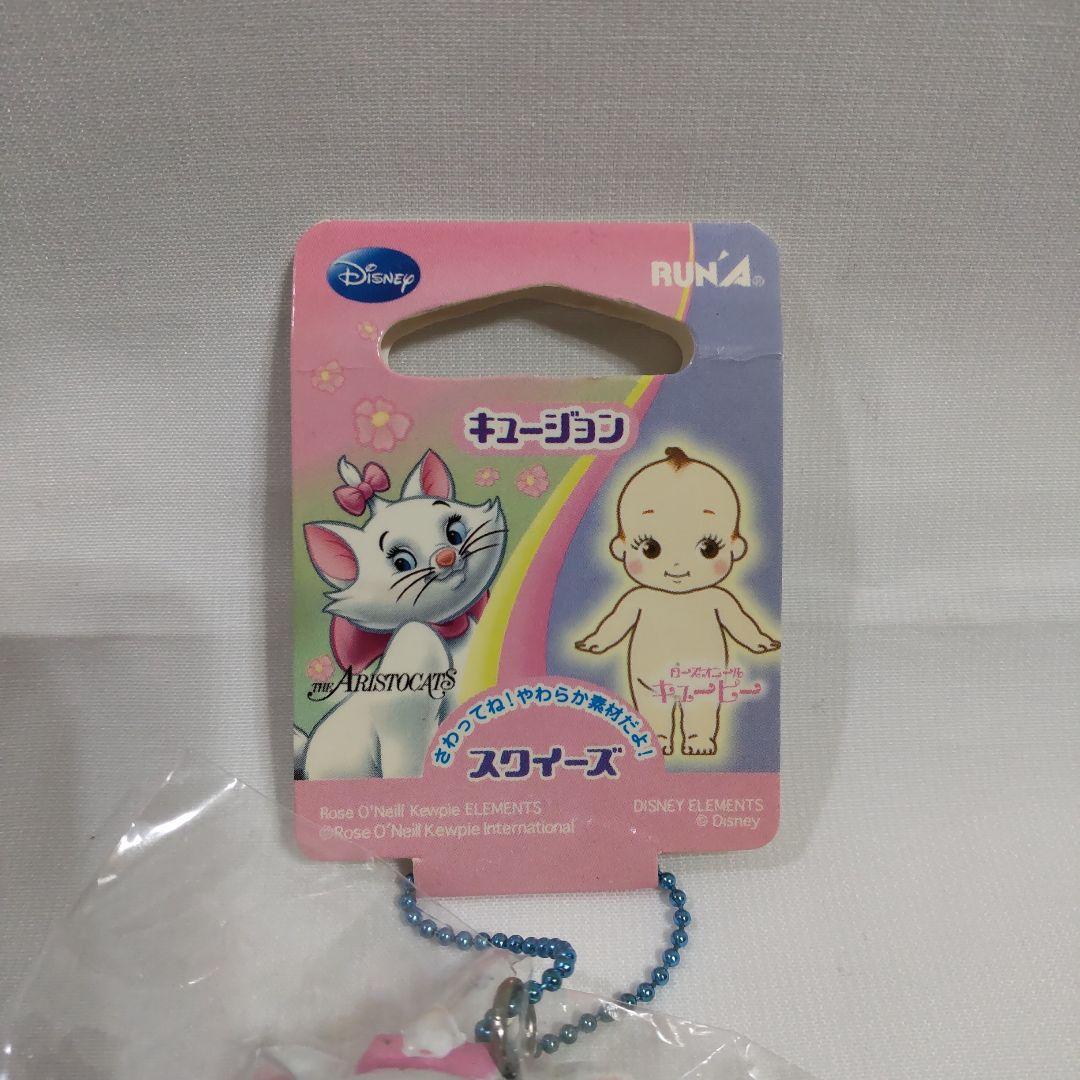 Disney
RUN'A®
キュージョン
THE ARISTOCATS
ローズオニール
キューピー
さわってね!やわらか素材だよ!
スクイーズ
Rose O'Neill Kewpie ELEMENTS
©Rose O'Neill Kewpie International
DISNEY ELEMENTS
© Disney